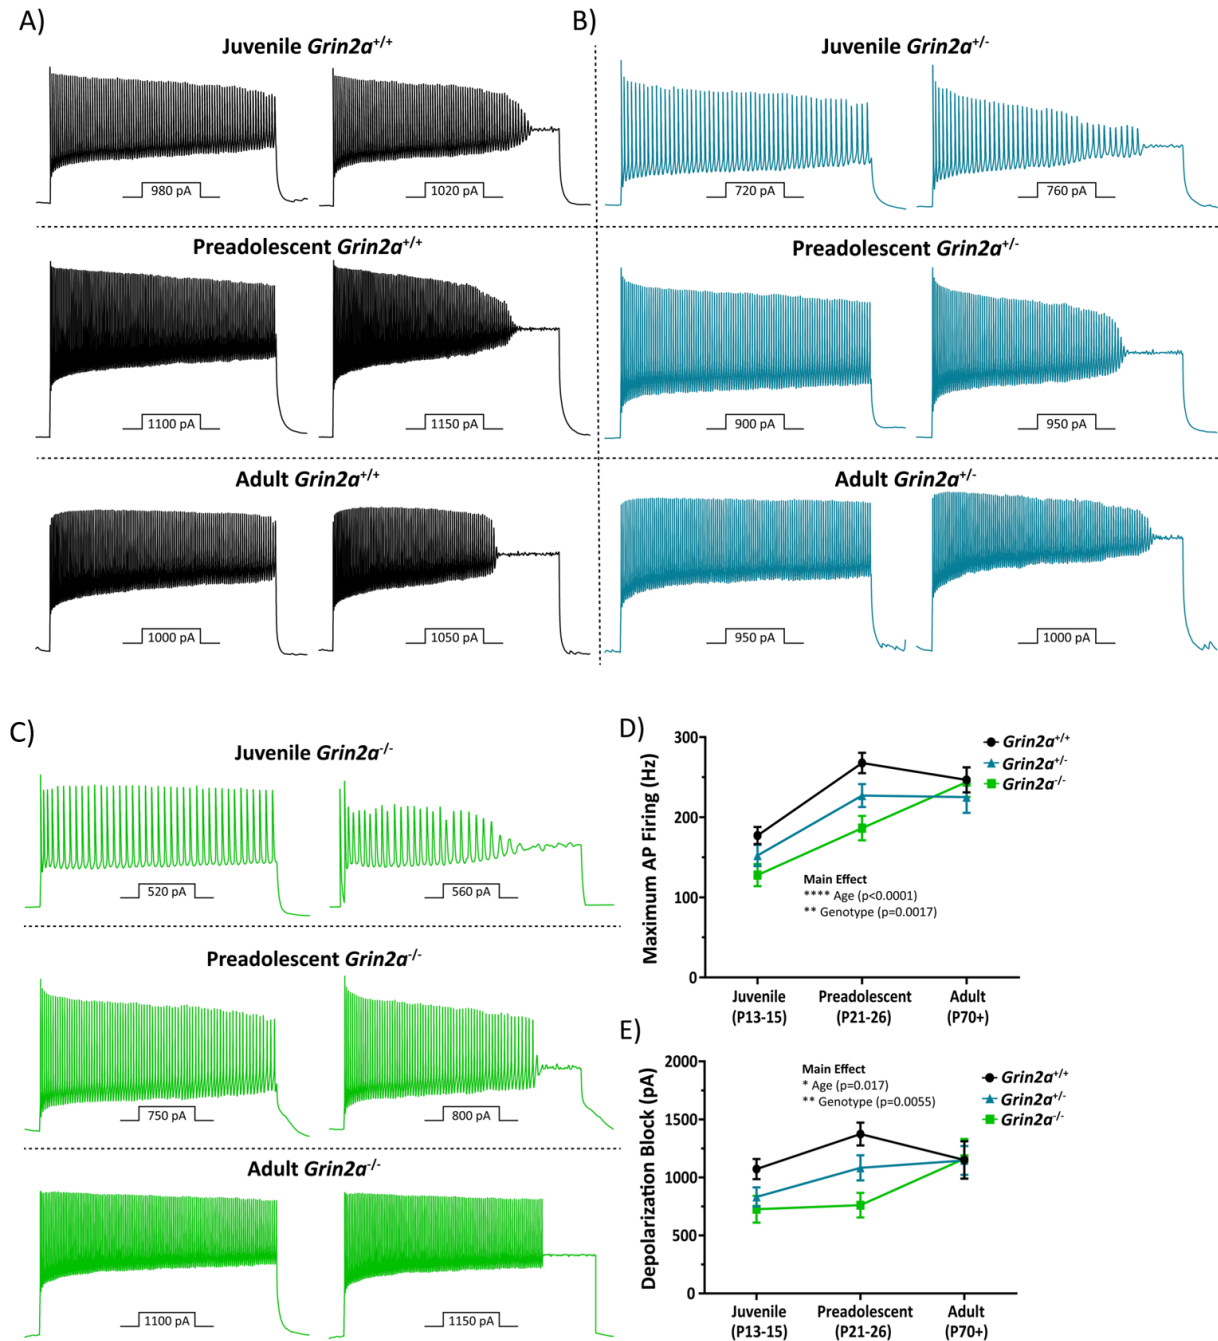 A)
Juvenile Grin2a+/+
980 pA
1020 pA
Preadolescent Grin2a+/+
1100 pA
1150 pA
Adult Grin2a+/+
1000 pA
1050 pA
B)
Juvenile Grin2a+/-
720 pA
760 pA
Preadolescent Grin2a+/-
900 pA
950 pA
Adult Grin2a+/-
950 pA
1000 pA
C)
Juvenile Grin2a-/-
520 pA
560 pA
Preadolescent Grin2a-/-
750 pA
800 pA
Adult Grin2a-/-
1100 pA
1150 pA
D)
Maximum AP Firing (Hz)
300
200
100
0
Grin2a+/+
Grin2a+/-
Grin2a-/-
Main Effect
**** Age (p<0.0001)
** Genotype (p=0.0017)
Juvenile
(P13-15)
Preadolescent
(P21-26)
Adult
(P70+)
E)
Depolarization Block (pA)
2000
1500
1000
500
0
Main Effect
* Age (p=0.017)
** Genotype (p=0.0055)
Grin2a+/+
Grin2a+/-
Grin2a-/-
Juvenile
(P13-15)
Preadolescent
(P21-26)
Adult
(P70+)